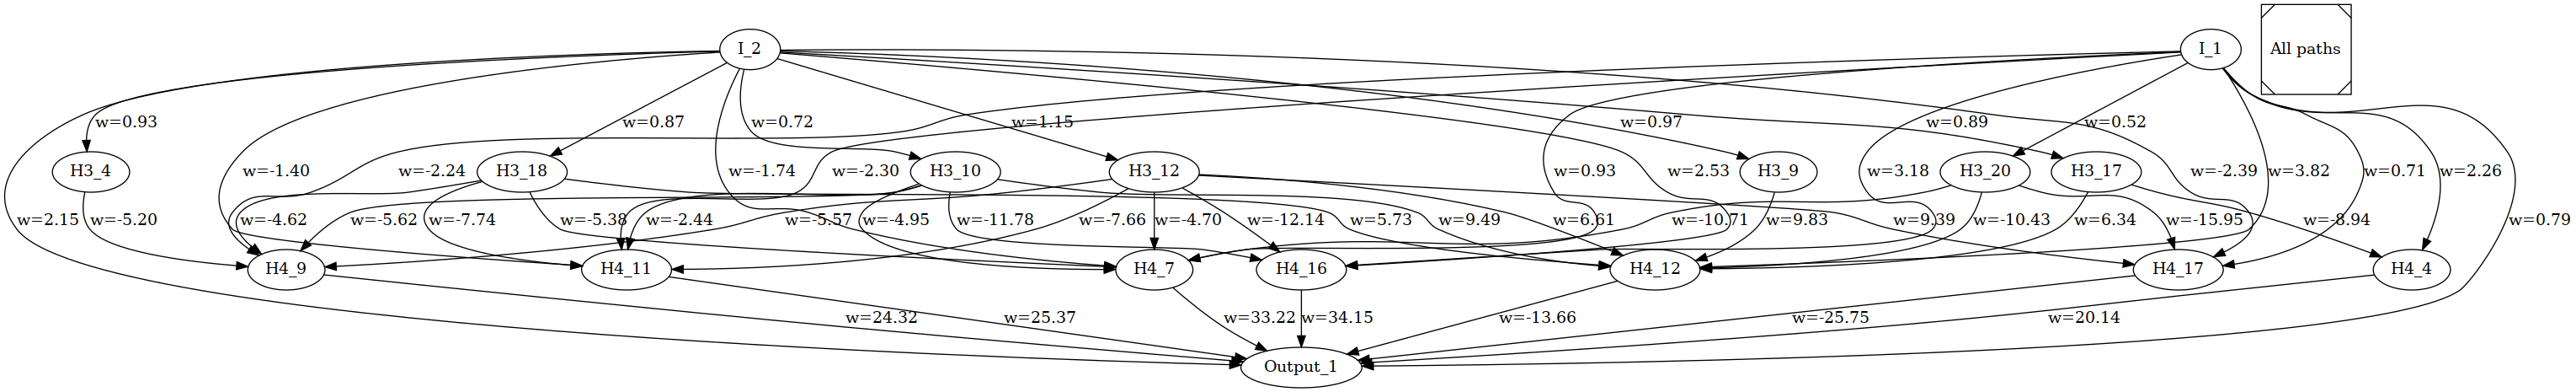 I_2
I_1
All paths
w=0.93
w=0.87
w=0.72
w=1.15
w=0.97
w=0.89
w=0.52
H3_4
w=-1.40
w=-2.24
H3_18
w=-1.74
w=-2.30
H3_10
H3_12
w=0.93
w=2.53
H3_9
w=3.18
H3_20
H3_17
w=-2.39
w=3.82
w=0.71
w=2.26
w=2.15
w=-5.20
w=-4.62
w=-5.62
w=-7.74
w=-5.38
w=-2.44
w=-5.57
w=-4.95
w=-11.78
w=-7.66
w=-4.70
w=-12.14
w=5.73
w=9.49
w=6.61
w=-10.71
w=9.83
w=9.39
w=-10.43
w=6.34
w=-15.95
w=-8.94
w=0.79
H4_9
H4_11
H4_7
H4_16
H4_12
H4_17
H4_4
w=24.32
w=25.37
w=33.22
w=34.15
w=-13.66
w=-25.75
w=20.14
Output_1